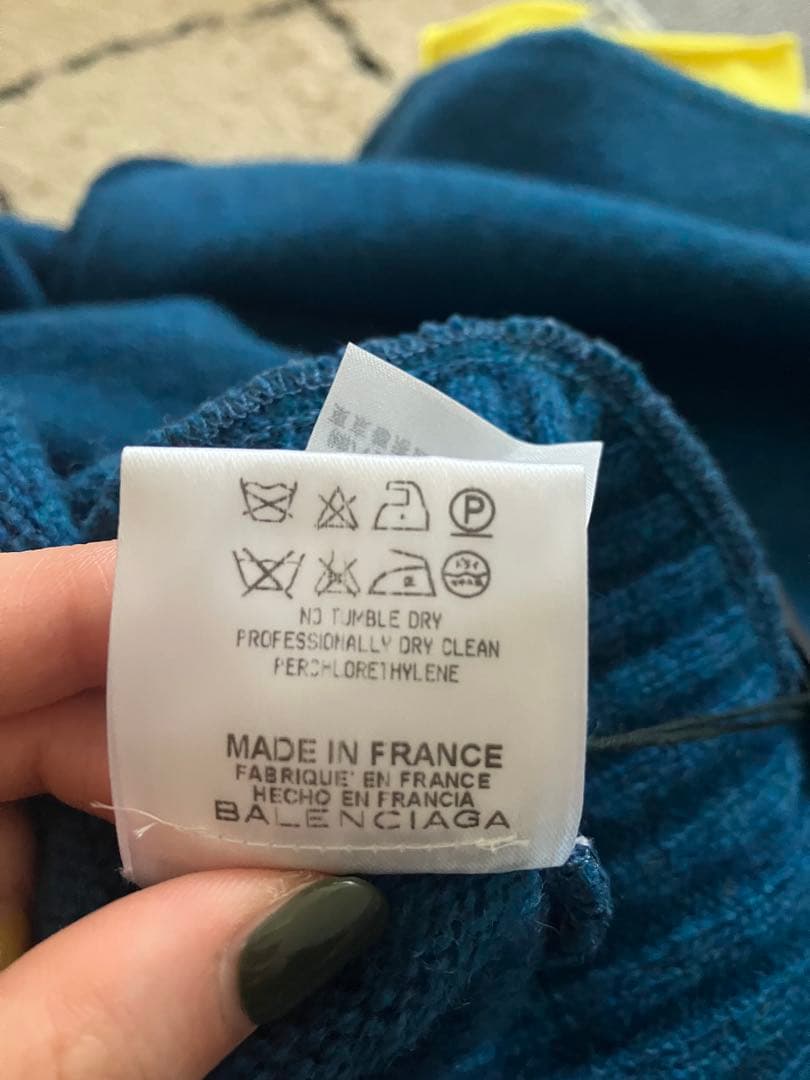 P
NO TUMBLE DRY
PROFESSIONALLY DRY CLEAN
PERCHLORETHYLENE
MADE IN FRANCE
FABRIQUE' EN FRANCE
HECHO EN FRANCIA
BALENCIAGA